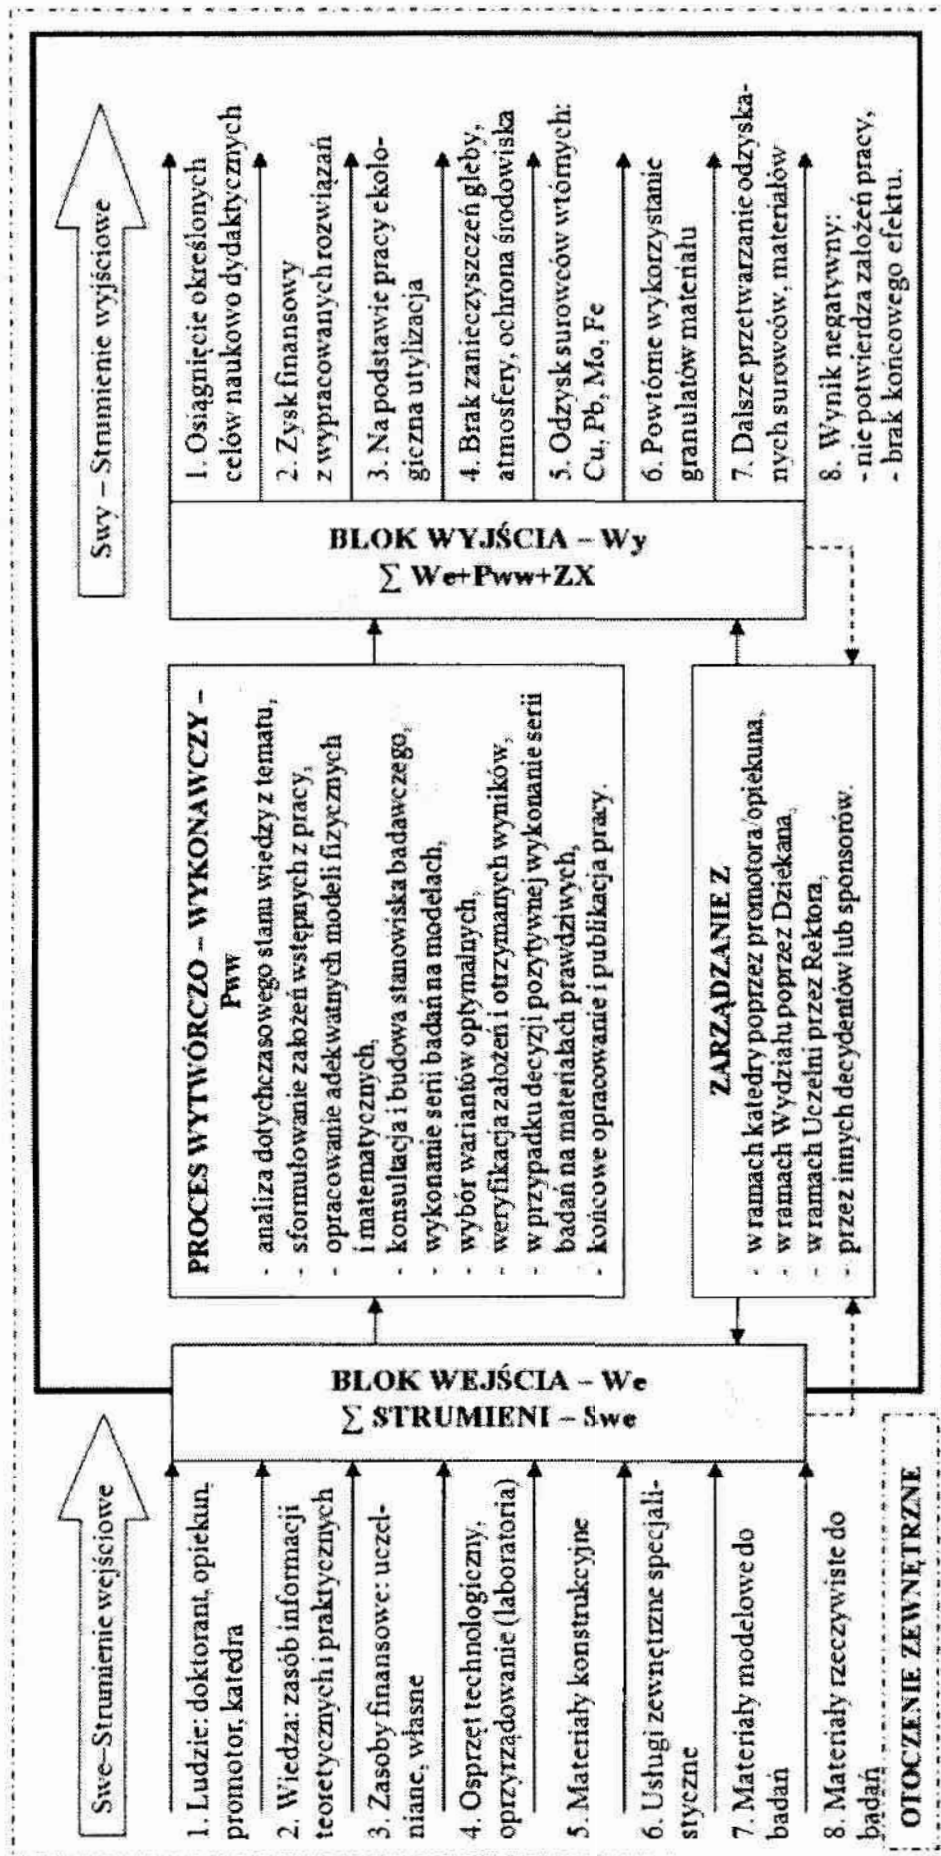 Swe–Strumienie wejściowe
1. Ludzie: doktorant, opiekun,
promotor, katedra
2. Wiedza: zasób informacji
teoretycznych i praktycznych
3. Zasoby finansowe: uczel-
niane, własne
4. Osprzęt technologiczny,
oprzyrządowanie (laboratoria)
5. Materiały konstrukcyjne
6. Usługi zewnętrzne specjali-
styczne
7. Materiały modelowe do
badań
8. Materiały rzeczywiste do
badań
OTOCZENIE ZEWNĘTRZNE
BLOK WEJŚCIA – We
∑ STRUMIENI – Swe
PROCES WYTWÓRCZO – WYKONAWCZY –
Pww
- analiza dotychczasowego stanu wiedzy z tematu,
- sformułowanie założeń wstępnych z pracy,
- opracowanie adekwatnych modeli fizycznych
i matematycznych,
- konsultacja i budowa stanowiska badawczego,
- wykonanie serii badań na modelach,
- wybór wariantów optymalnych,
- weryfikacja założeń i otrzymanych wyników,
- w przypadku decyzji pozytywnej wykonanie serii
badań na materiałach prawdziwych,
- końcowe opracowanie i publikacja pracy.
ZARZĄDZANIE Z
- w ramach katedry poprzez promotora/opiekuna,
- w ramach Wydziału poprzez Dziekana,
- w ramach Uczelni przez Rektora,
- przez innych decydentów lub sponsorów.
BLOK WYJŚCIA – Wy
∑ We+Pww+ZX
Swy – Strumienie wyjściowe
1. Osiągnięcie określonych
celów naukowo dydaktycznych
2. Zysk finansowy
z wypracowanych rozwiązań
3. Na podstawie pracy ekolo-
giczna utylizacja
4. Brak zanieczyszczeń gleby,
atmosfery, ochrona środowiska
5. Odzysk surowców wtórnych:
Cu, Pb, Mo, Fe
6. Powtórne wykorzystanie
granulatów materiału
7. Dalsze przetwarzanie odzyska-
nych surowców, materiałów
8. Wynik negatywny:
- nie potwierdza założeń pracy,
- brak końcowego efektu.